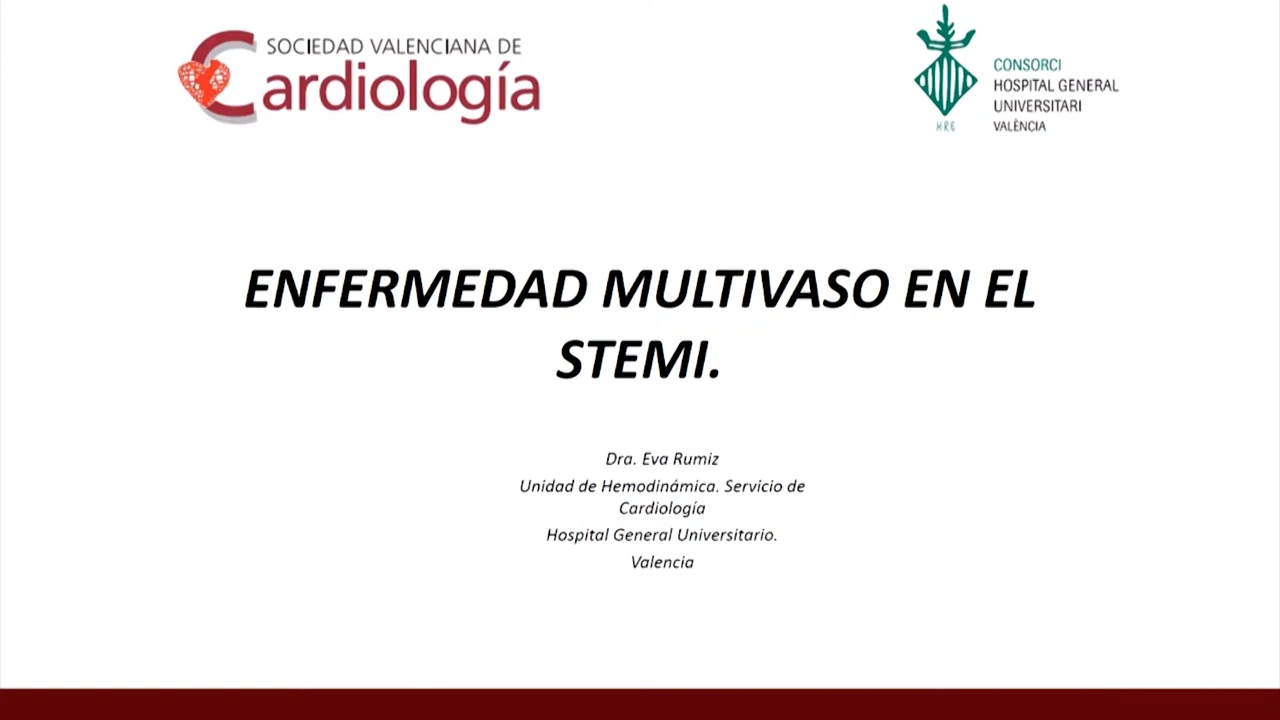 SOCIEDAD VALENCIANA DE
Cardiología
CONSORCI
HOSPITAL GENERAL
UNIVERSITARI
VALÈNCIA
HRG
ENFERMEDAD MULTIVASO EN EL
STEMI.
Dra. Eva Rumiz
Unidad de Hemodinámica. Servicio de
Cardiología
Hospital General Universitario.
Valencia